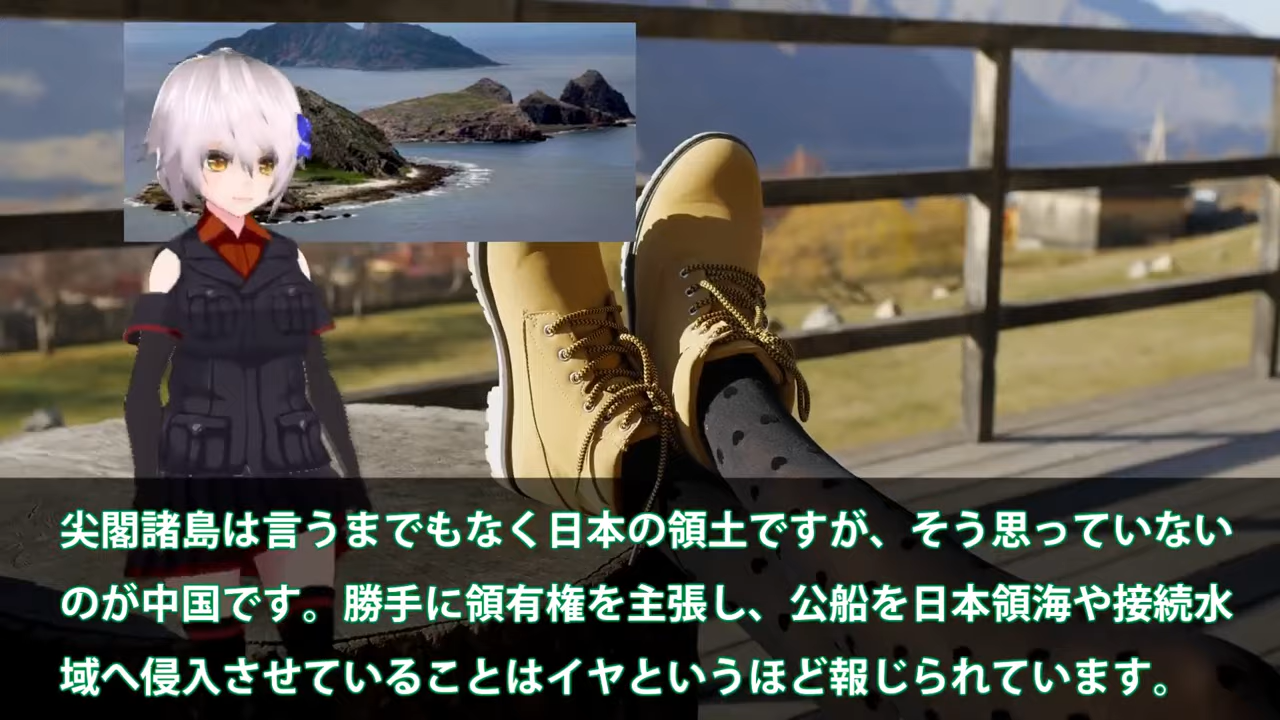 尖閣諸島は言うまでもなく日本の領土ですが、そう思っていない
のが中国です。勝手に領有権を主張し、公船を日本領海や接続水
域へ侵入させていることはイヤというほど報じられています。